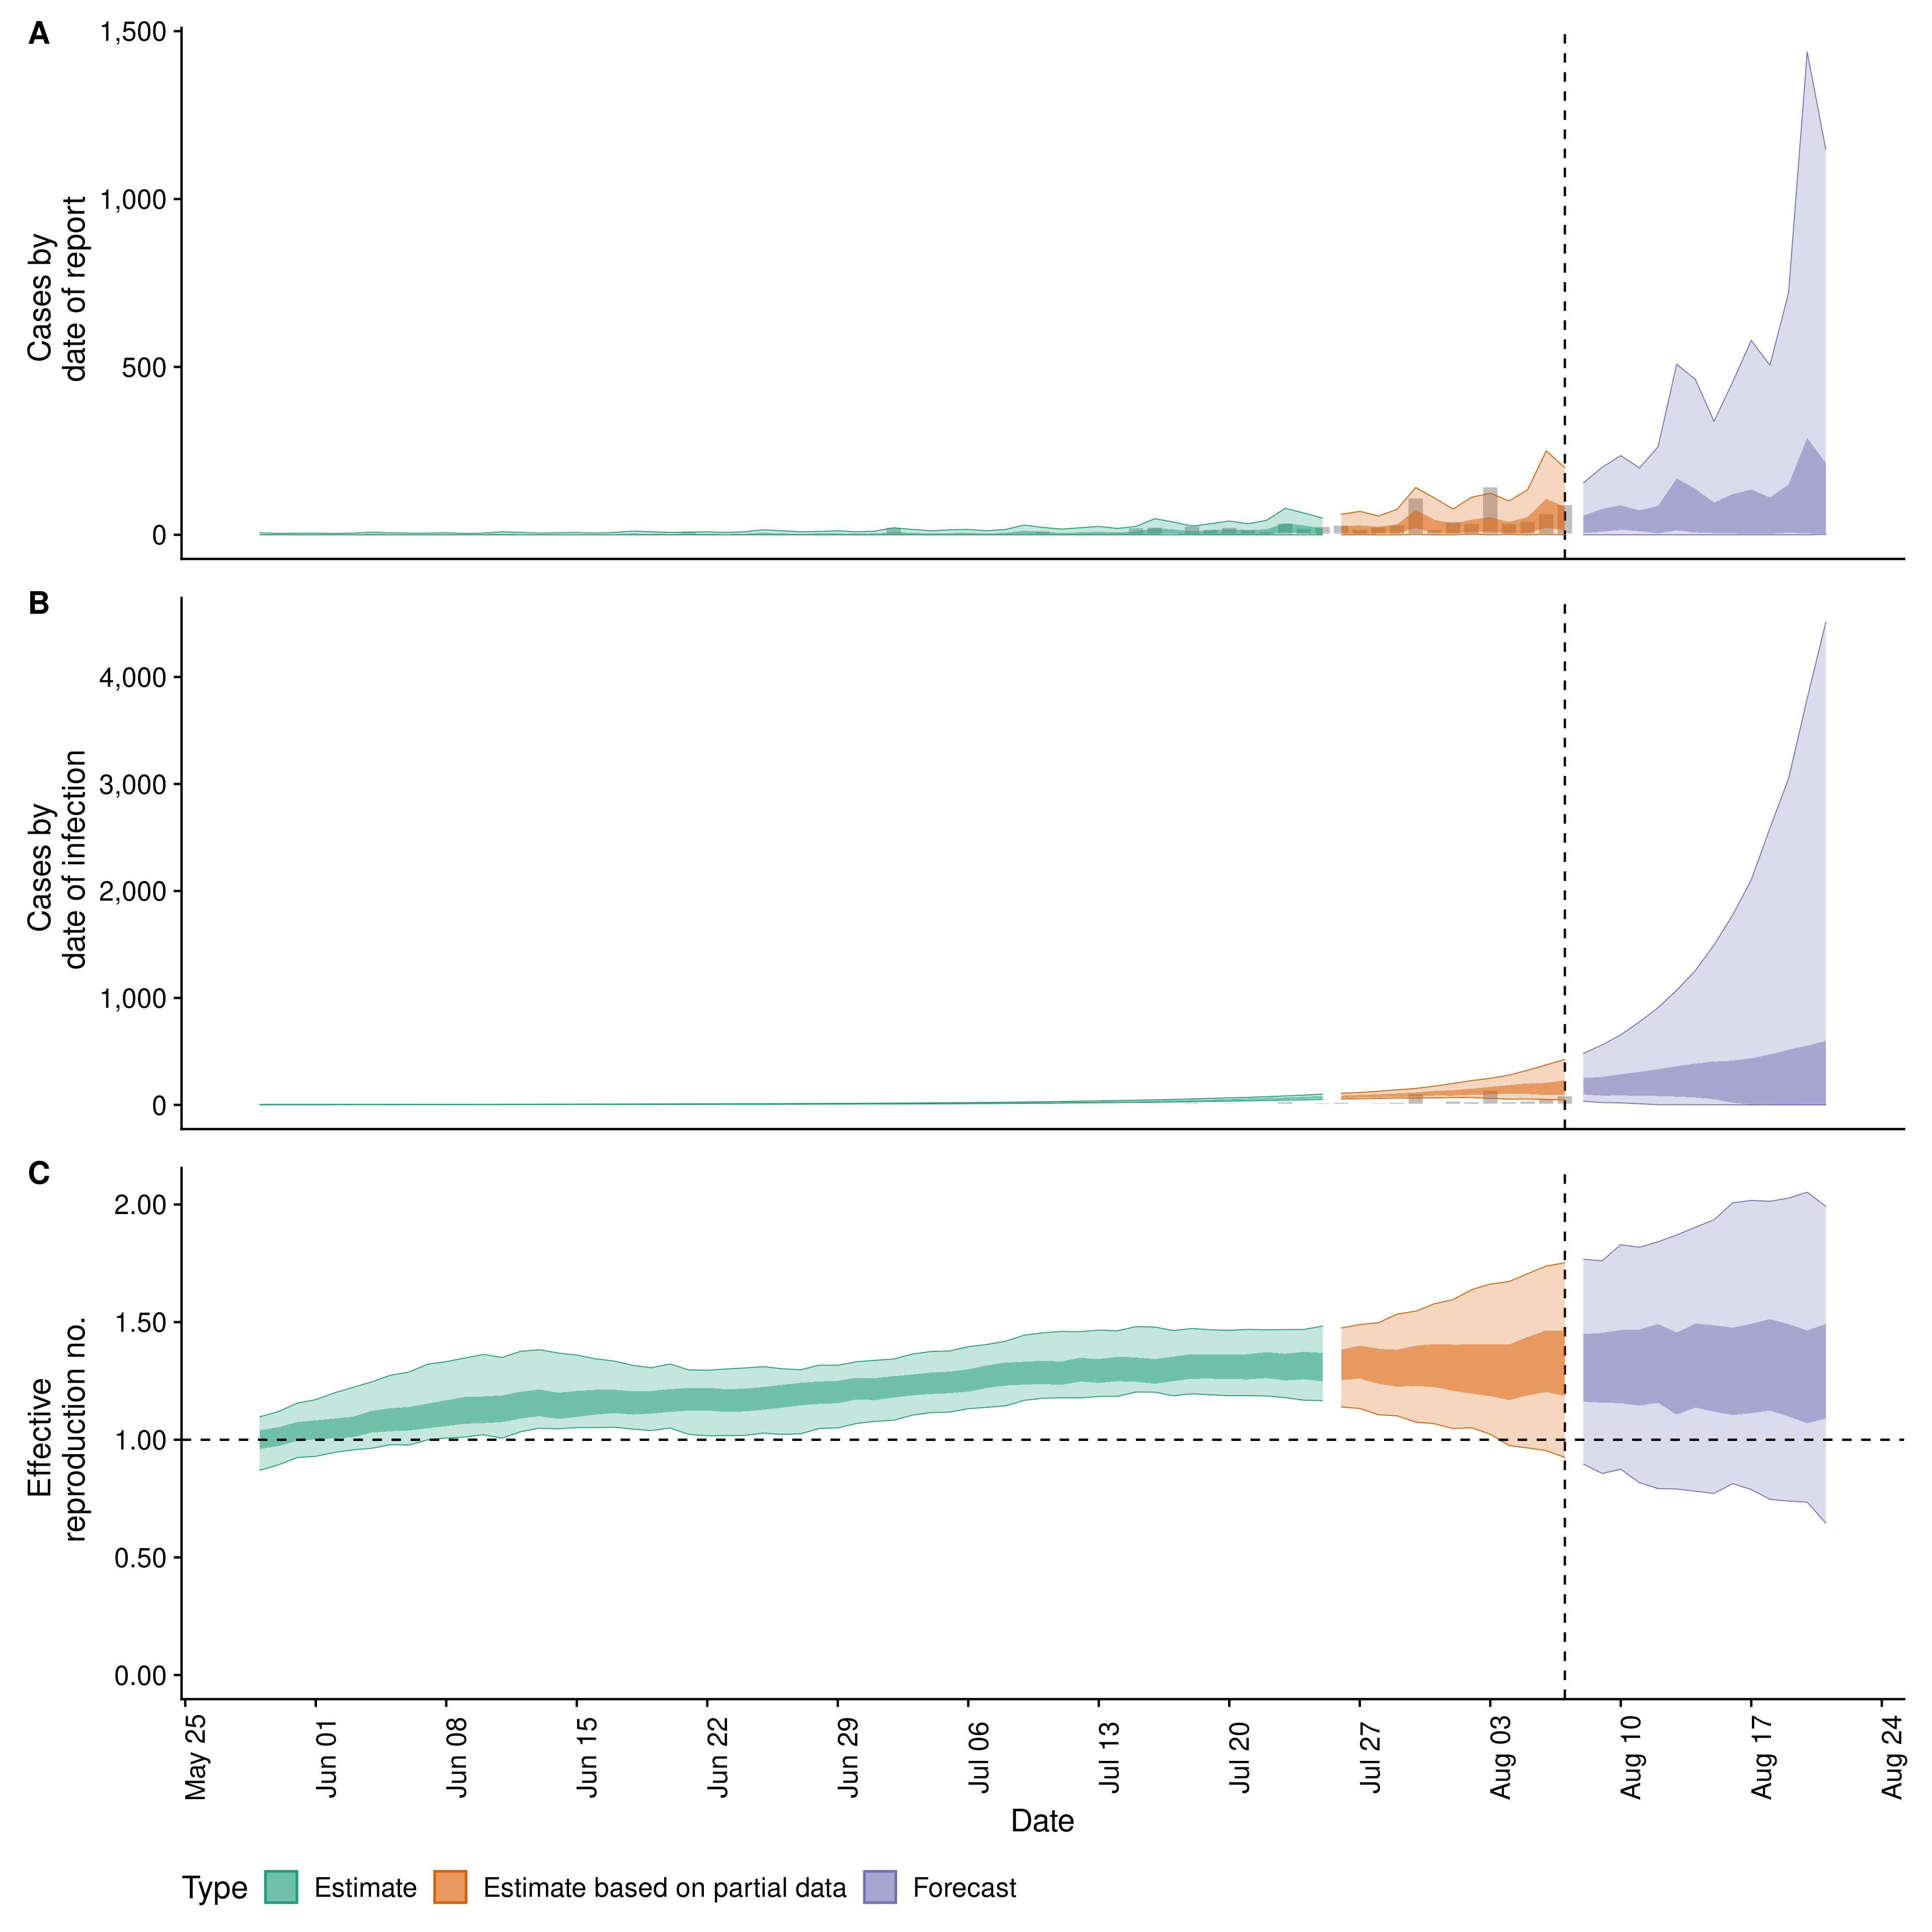 A
1,500
1,000
500
0
Cases by
date of report
B
4,000
3,000
2,000
1,000
0
Cases by
date of infection
C
2.00
1.50
1.00
0.50
0.00
Effective
reproduction no.
May 25
Jun 01
Jun 08
Jun 15
Jun 22
Jun 29
Jul 06
Jul 13
Jul 20
Jul 27
Aug 03
Aug 10
Aug 17
Aug 24
Date
Type
Estimate
Estimate based on partial data
Forecast